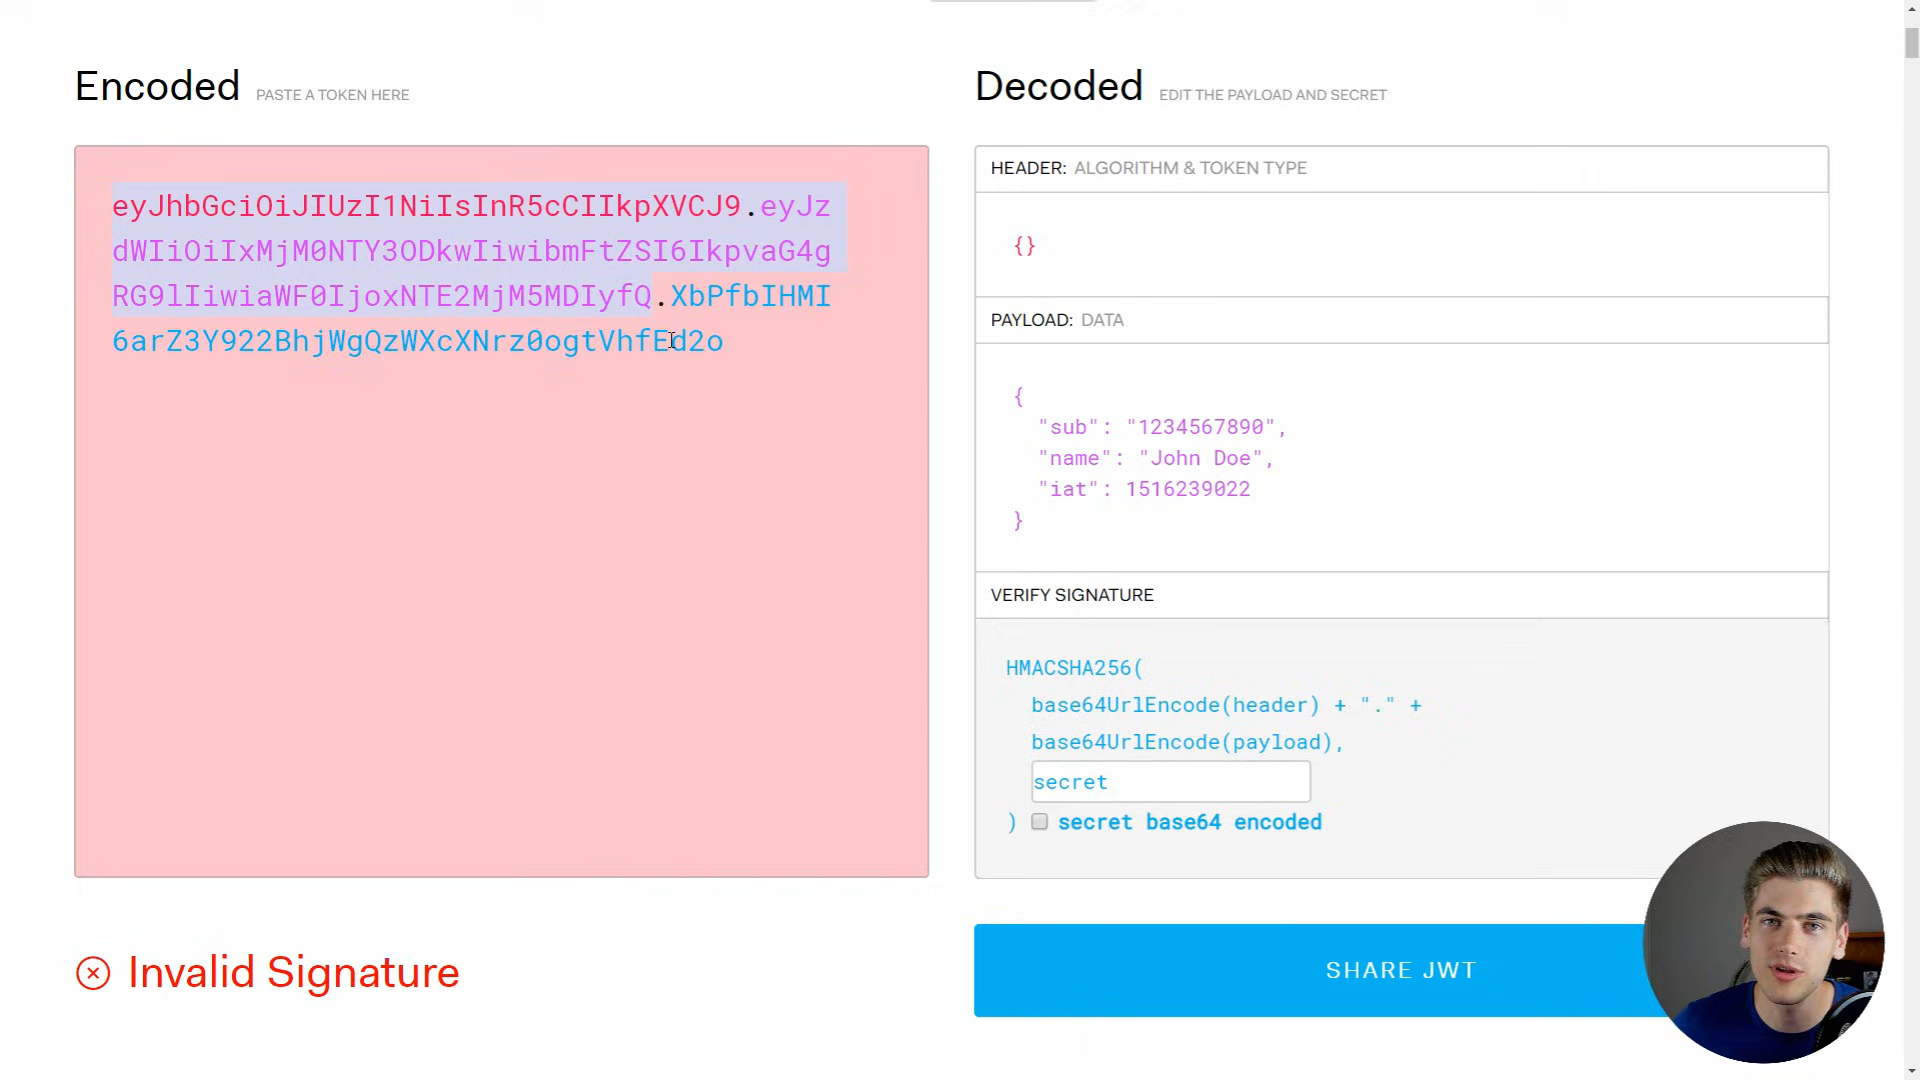 Encoded PASTE A TOKEN HERE
eyJhbGciOiJIUzI1NiIsInR5cCIIkpXVCJ9.eyJz
dWIiOiIxMjM0NTY3ODkwIiwibmFtZSI6IkpvaG4g
RG9lIiwiaWF0IjoxNTE2MjM5MDIyfQ.XbPfbIHMI
6arZ3Y922BhjWgQzWXcXNrz0ogtVhfEd2o
Invalid Signature
Decoded EDIT THE PAYLOAD AND SECRET
HEADER: ALGORITHM & TOKEN TYPE
{}
PAYLOAD: DATA
{
"sub": "1234567890",
"name": "John Doe",
"iat": 1516239022
}
VERIFY SIGNATURE
HMACSHA256(
base64UrlEncode(header) + "." +
base64UrlEncode(payload),
secret
) secret base64 encoded
SHARE JWT